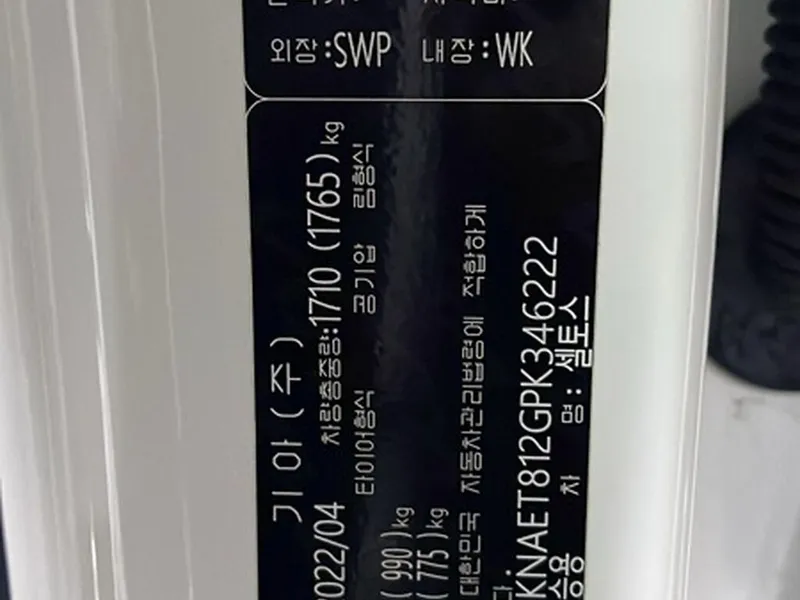 외장:SWP 내장:WK
기아(주)
2022/04 차량총중량:1710 (1765)kg
타이어형식 공기압 림형식
(990)kg
(775)kg
대한민국 자동차관리법령에 적합하게
다.
KNAET812GPK346222
승용 차 명: 셀토스